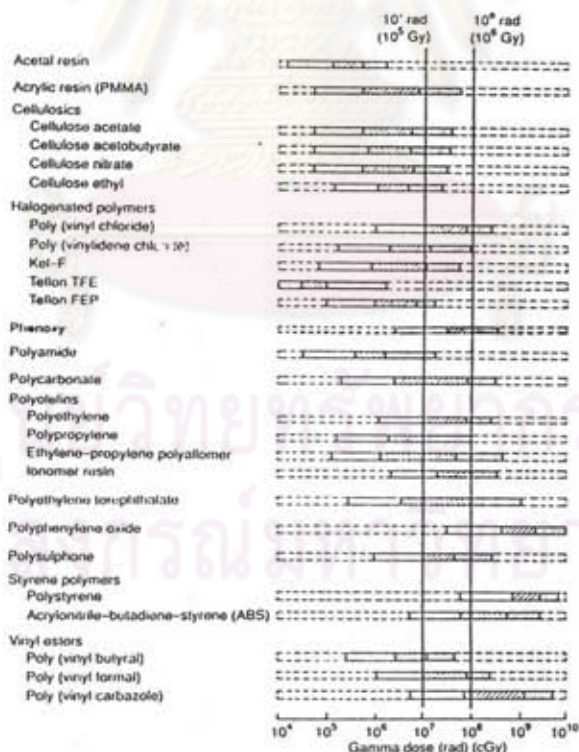 10⁷ rad 10⁸ rad
(10⁵ Gy) (10⁶ Gy)
Acetal resin
Acrylic resin (PMMA)
Cellulosics
Cellulose acetate
Cellulose acetobutyrate
Cellulose nitrate
Cellulose ethyl
Halogenated polymers
Poly (vinyl chloride)
Poly (vinylidene
Kel-F
Teflon TFE
Teflon FEP
Phenoxy
Polyamide
Polycarbonate
Polyolefins
Polyethylene
Polypropylene
Ethylene-propylene polyallomer
Ionomer resin
Polyethylene terephthalate
Polyphenylene oxide
Polysulphone
Styrene polymers
Polystyrene
Acrylonitrile-butadiene-styrene (ABS)
Vinyl esters
Poly (vinyl butyral)
Poly (vinyl formal)
Poly (vinyl carbazole)
10⁴ 10⁵ 10⁶ 10⁷ 10⁸ 10⁹ 10¹⁰
Gamma dose (rad) (cGy)